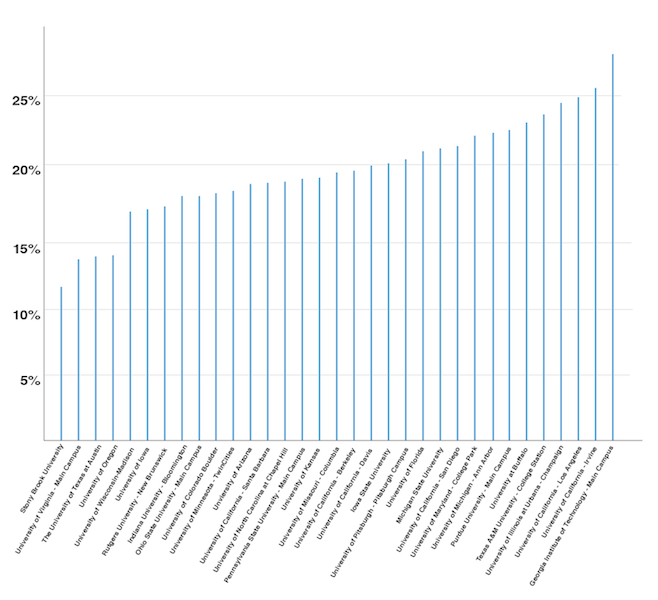 25%
20%
15%
10%
5%
Stony Brook University
University of Virginia - Main Campus
The University of Texas at Austin
University of Oregon
University of Wisconsin-Madison
University of Iowa
Rutgers University - New Brunswick
Indiana University - Bloomington
Ohio State University - Main Campus
University of Colorado Boulder
University of Minnesota - TwinCities
University of Arizona
University of California - Santa Barbara
University of North Carolina at Chapel Hill
Pennsylvania State University - Main Campus
University of Kansas
University of Missouri - Columbia
University of California - Berkeley
University of California - Davis
Iowa State University
University of Pittsburgh - Pittsburgh Campus
University of Florida
Michigan State University
University of California - San Diego
University of Maryland - College Park
University of Michigan - Ann Arbor
Purdue University - Main Campus
University at Buffalo
Texas A&M University - College Station
University of Illinois at Urbana - Champaign
University of California - Los Angeles
University of California - Irvine
Georgia Institute of Technology - Main Campus